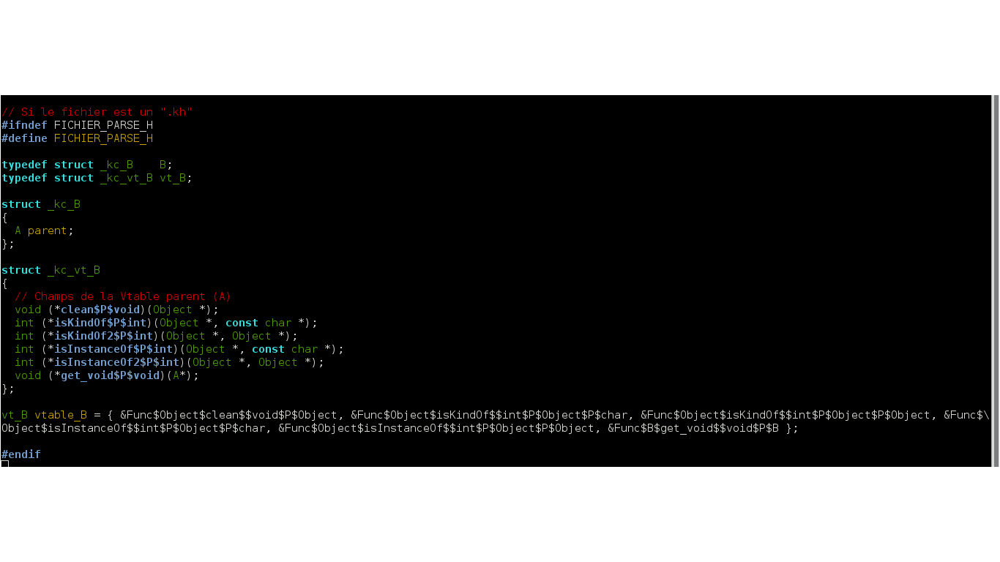 // Si le fichier est un ".kh"
#ifndef FICHIER_PARSE_H
#define FICHIER_PARSE_H
typedef struct _kc_B    B;
typedef struct _kc_vt_B vt_B;
struct _kc_B
{
  A parent;
};
struct _kc_vt_B
{
  // Champs de la Vtable parent (A)
  void (*clean$P$void)(Object *);
  int (*isKindOf$P$int)(Object *, const char *);
  int (*isKindOf2$P$int)(Object *, Object *);
  int (*isInstanceOf$P$int)(Object *, const char *);
  int (*isInstanceOf2$P$int)(Object *, Object *);
  void (*get_void$P$void)(A*);
};
vt_B vtable_B = { &Func$Object$clean$$void$P$Object, &Func$Object$isKindOf$$int$P$Object$P$char, &Func$Object$isKindOf$$int$P$Object$P$Object, &Func$\
Object$isInstanceOf$$int$P$Object$P$char, &Func$Object$isInstanceOf$$int$P$Object$P$Object, &Func$B$get_void$$void$P$B };
#endif